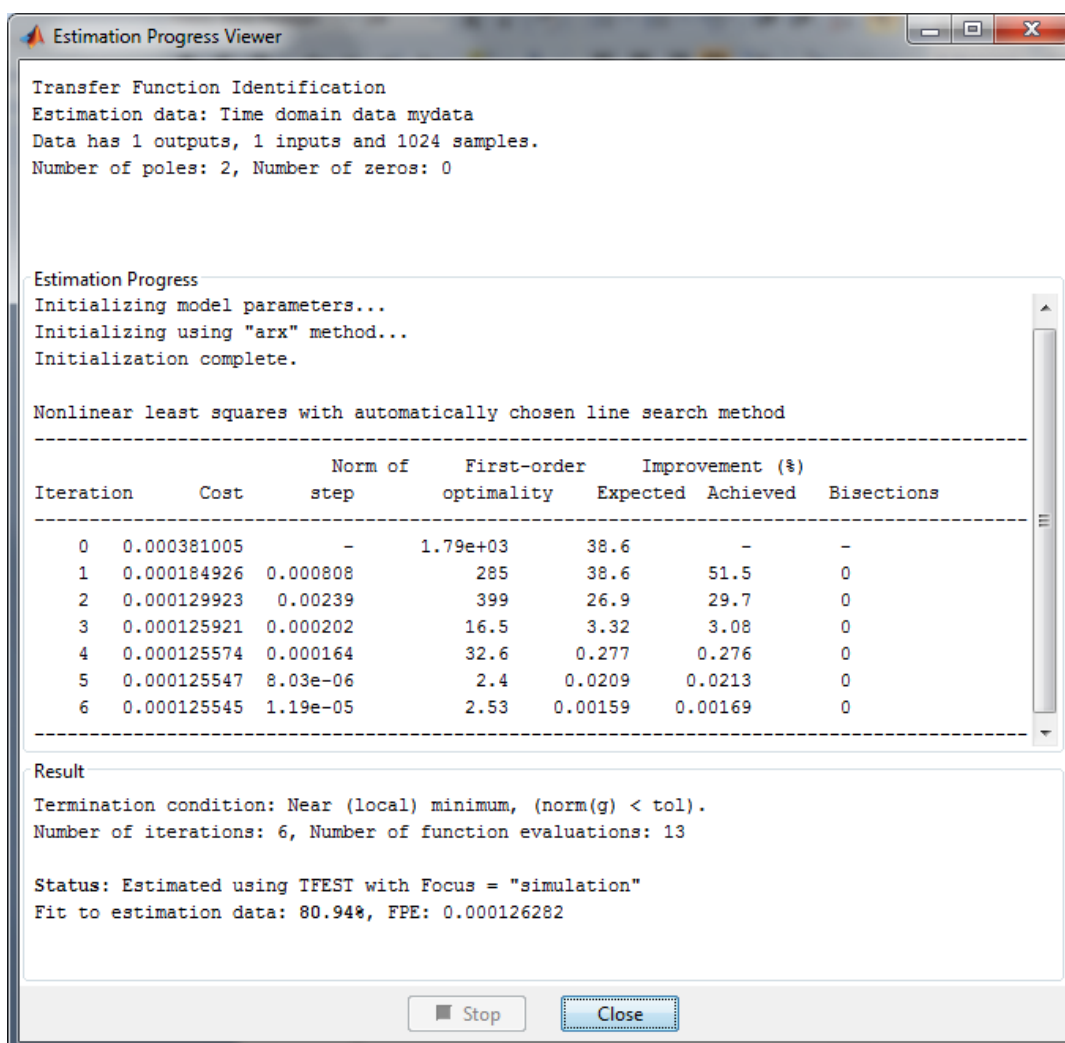 Estimation Progress Viewer
Transfer Function Identification
Estimation data: Time domain data mydata
Data has 1 outputs, 1 inputs and 1024 samples.
Number of poles: 2, Number of zeros: 0
Estimation Progress
Initializing model parameters...
Initializing using "arx" method...
Initialization complete.
Nonlinear least squares with automatically chosen line search method
------------------------------------------------------------------------------------------
Norm of First-order Improvement (%)
Iteration Cost step optimality Expected Achieved Bisections
------------------------------------------------------------------------------------------
0 0.000381005 - 1.79e+03 38.6 - -
1 0.000184926 0.000808 285 38.6 51.5 0
2 0.000129923 0.00239 399 26.9 29.7 0
3 0.000125921 0.000202 16.5 3.32 3.08 0
4 0.000125574 0.000164 32.6 0.277 0.276 0
5 0.000125547 8.03e-06 2.4 0.0209 0.0213 0
6 0.000125545 1.19e-05 2.53 0.00159 0.00169 0
------------------------------------------------------------------------------------------
Result
Termination condition: Near (local) minimum, (norm(g) < tol).
Number of iterations: 6, Number of function evaluations: 13
Status: Estimated using TFEST with Focus = "simulation"
Fit to estimation data: 80.94%, FPE: 0.000126282
Stop Close